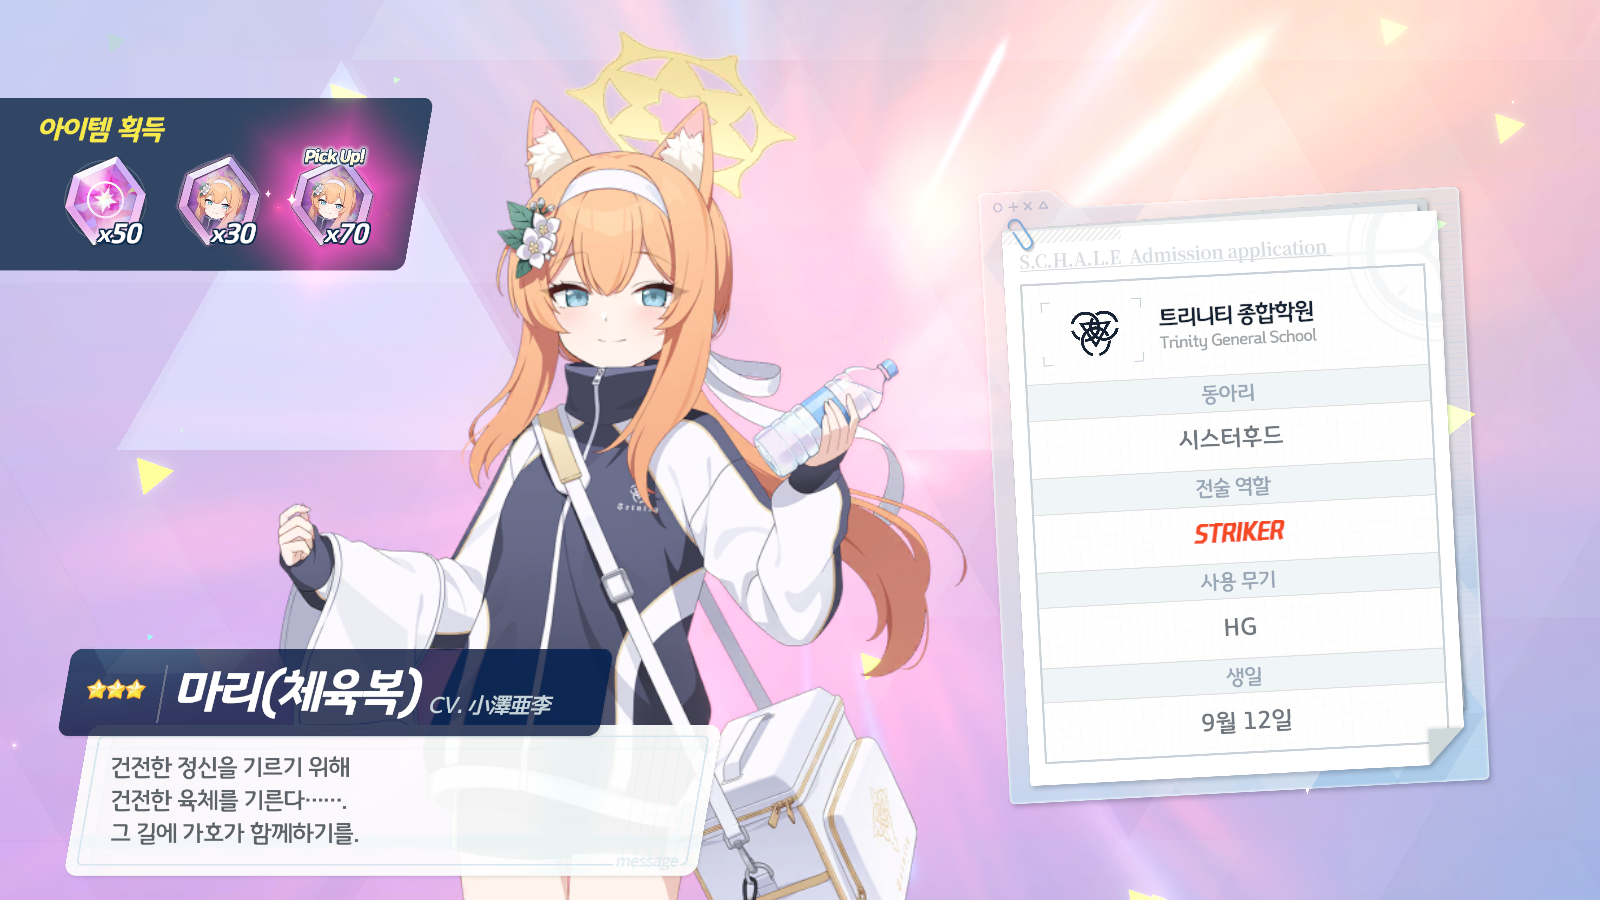 아이템 획득
Pick Up!
x50
x30
x70
S.C.H.A.L.E Admission application
트리니티 종합학원
Trinity General School
동아리
시스터후드
전술 역할
STRIKER
사용 무기
HG
생일
9월 12일
Trinity
마리(체육복) CV. 小澤亜李
건전한 정신을 기르기 위해
건전한 육체를 기른다…….
그 길에 가호가 함께하기를.
message